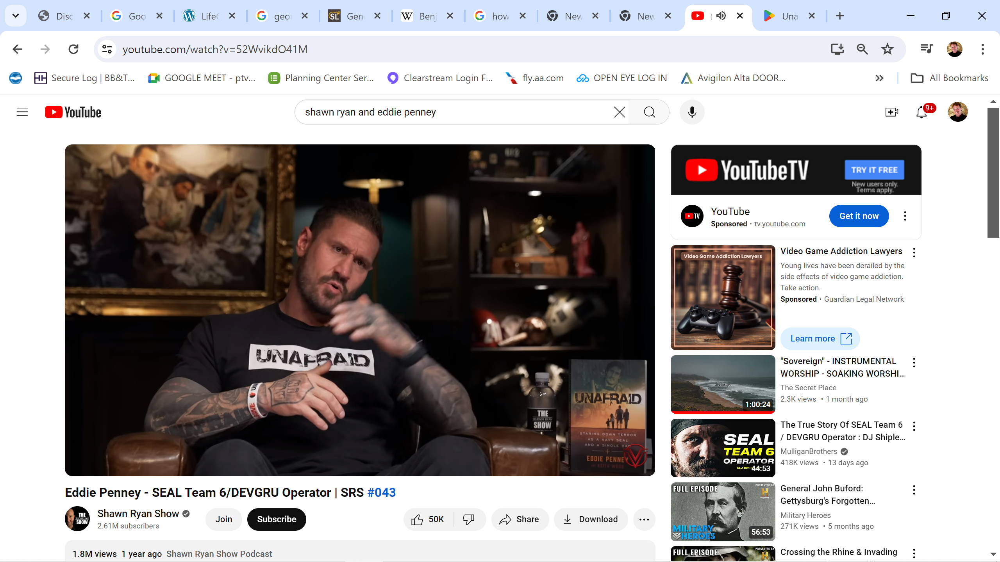 Disc
Goo
Life
geor
Gen
Benj
how
New
New
Una
youtube.com/watch?v=52WvikdO41M
Secure Log | BB&T...
GOOGLE MEET - ptv...
Planning Center Ser...
Clearstream Login F...
fly.aa.com
OPEN EYE LOG IN
Avigilon Alta DOOR...
All Bookmarks
YouTube
shawn ryan and eddie penney
9+
UNAFRAID
THE
SHAWN RYAN
SHOW
UNAFRAID
STARING DOWN TERROR
AS A NAVY SEAL
AND A SINGLE DAD
EDDIE PENNEY
AND KEITH WOOD
Eddie Penney - SEAL Team 6/DEVGRU Operator | SRS #043
THE
SHAWN RYAN
SHOW
Shawn Ryan Show
2.61M subscribers
Join
Subscribe
50K
Share
Download
1.8M views 1 year ago Shawn Ryan Show Podcast
YouTubeTV
TRY IT FREE
New users only.
Terms apply.
TV
YouTube
Sponsored · tv.youtube.com
Get it now
Video Game Addiction Lawyers
Video Game Addiction Lawyers
Young lives have been derailed by the
side effects of video game addiction.
Take action.
Sponsored · Guardian Legal Network
Learn more
Sovereign
1:00:24
"Sovereign" - INSTRUMENTAL
WORSHIP - SOAKING WORSHI...
The Secret Place
2.3K views • 1 month ago
SEAL
TEAM 6
OPERATOR
44:53
The True Story Of SEAL Team 6
/ DEVGRU Operator : DJ Shiple...
MulliganBrothers
418K views • 13 days ago
FULL EPISODE
PRESENTED BY
H
HISTORY
MILITARY
HEROES
56:53
General John Buford:
Gettysburg's Forgotten...
Military Heroes
271K views • 5 months ago
FULL EPISODE
PRESENTED BY
Crossing the Rhine & Invading